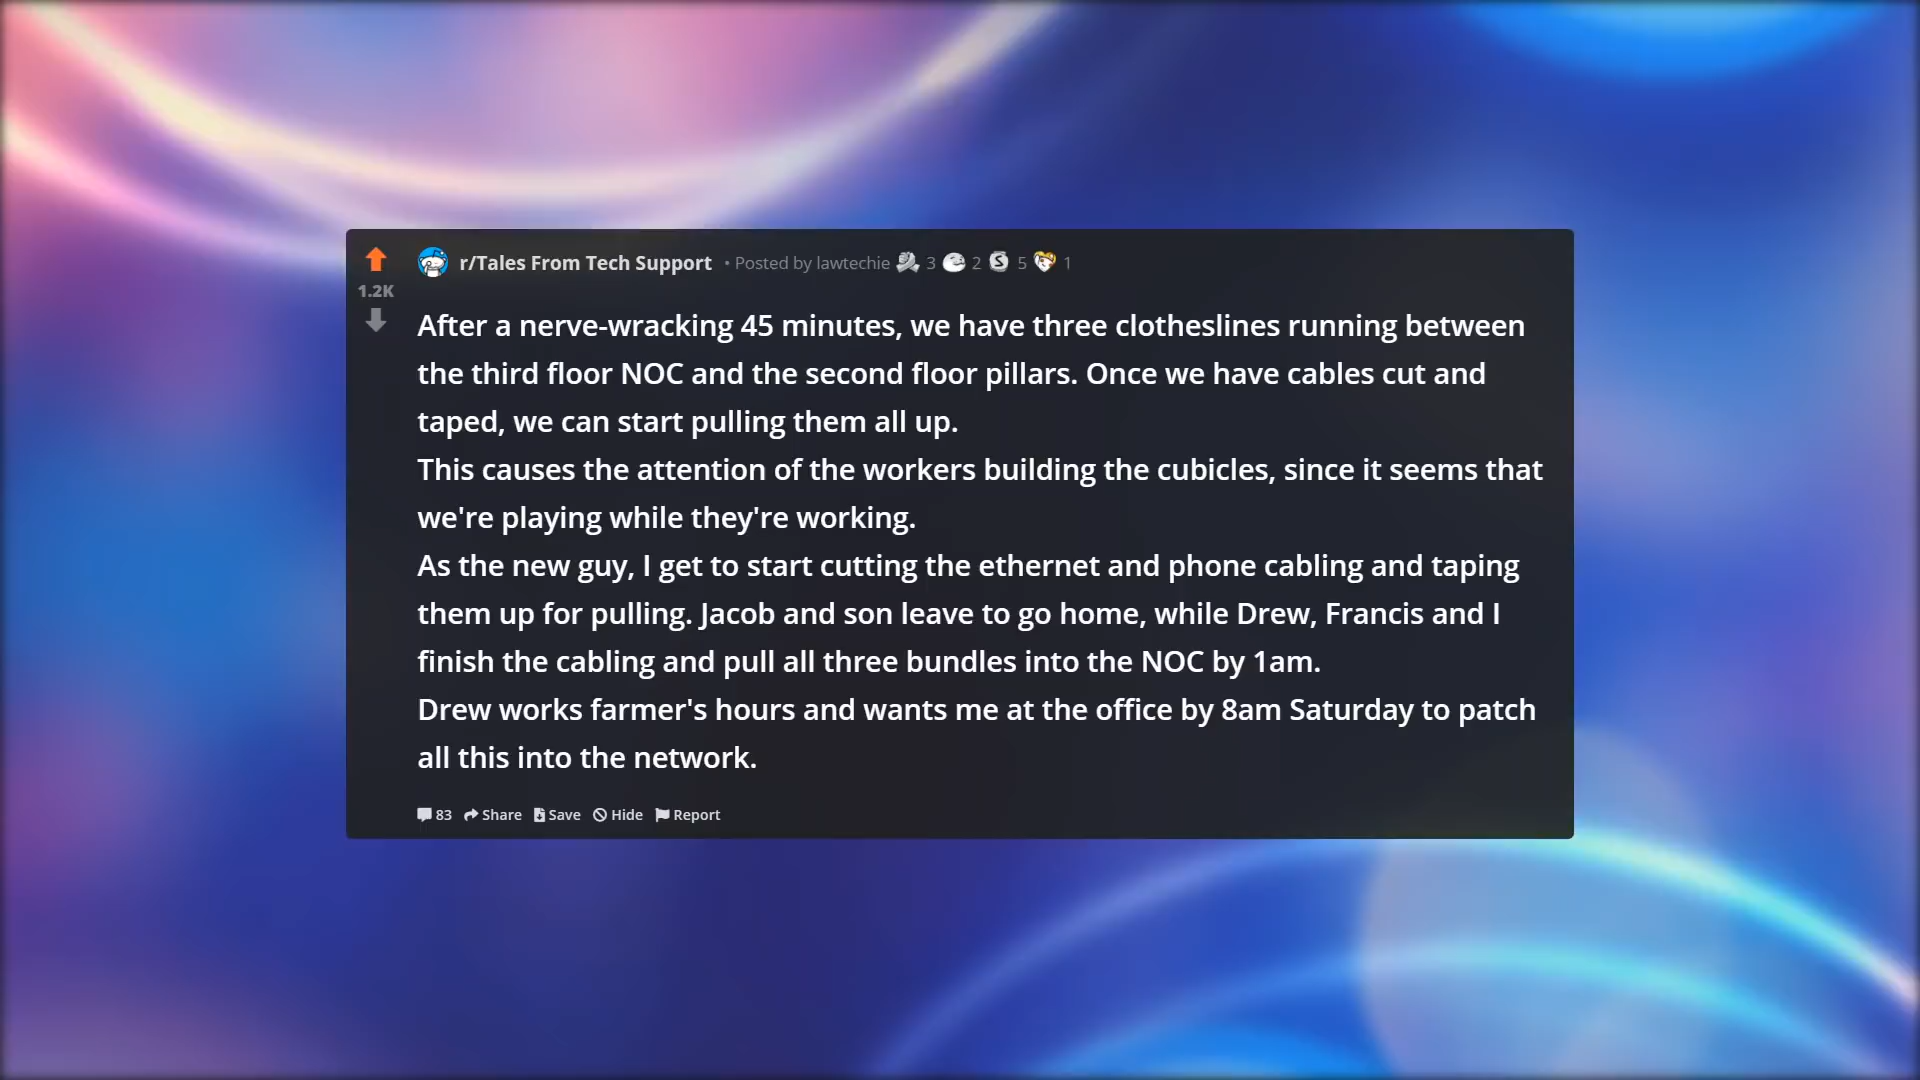 r/Tales From Tech Support • Posted by lawtechie 3 2 5 1
1.2K
After a nerve-wracking 45 minutes, we have three clotheslines running between
the third floor NOC and the second floor pillars. Once we have cables cut and
taped, we can start pulling them all up.
This causes the attention of the workers building the cubicles, since it seems that
we're playing while they're working.
As the new guy, I get to start cutting the ethernet and phone cabling and taping
them up for pulling. Jacob and son leave to go home, while Drew, Francis and I
finish the cabling and pull all three bundles into the NOC by 1am.
Drew works farmer's hours and wants me at the office by 8am Saturday to patch
all this into the network.
83 Share Save Hide Report